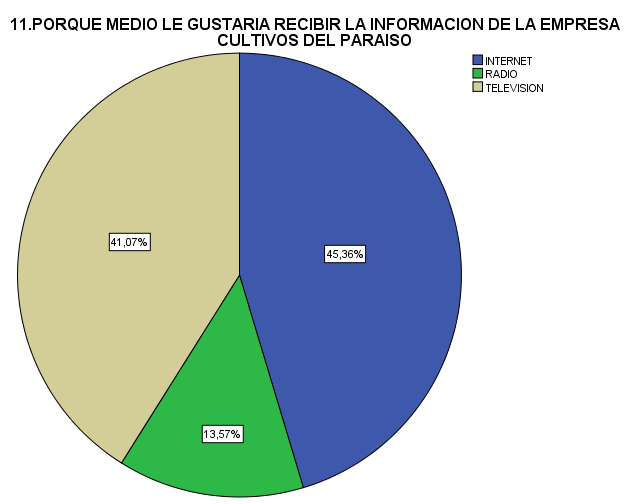 11.PORQUE MEDIO LE GUSTARIA RECIBIR LA INFORMACION DE LA EMPRESA
CULTIVOS DEL PARAISO
INTERNET
RADIO
TELEVISION
41,07%
45,36%
13,57%